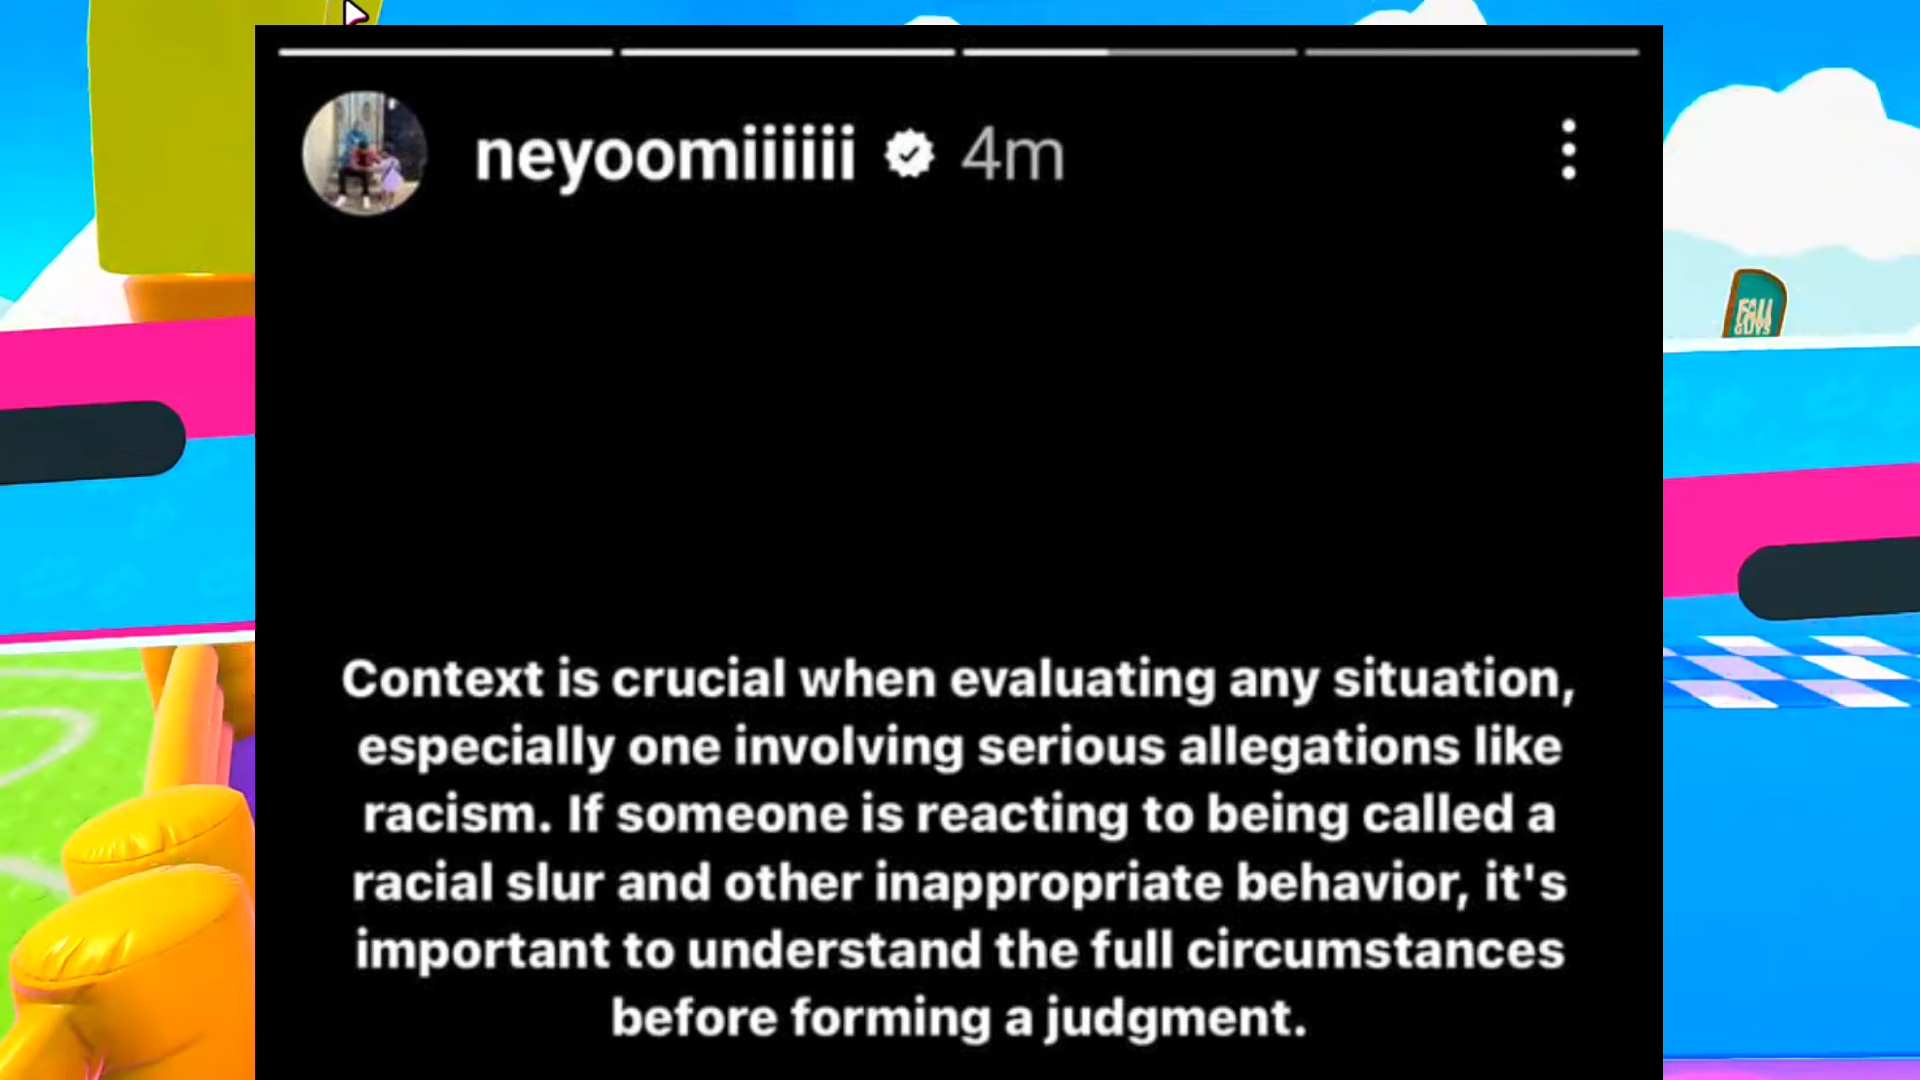 neyoomiiiiii 4m
FALL
GUYS
Context is crucial when evaluating any situation,
especially one involving serious allegations like
racism. If someone is reacting to being called a
racial slur and other inappropriate behavior, it's
important to understand the full circumstances
before forming a judgment.